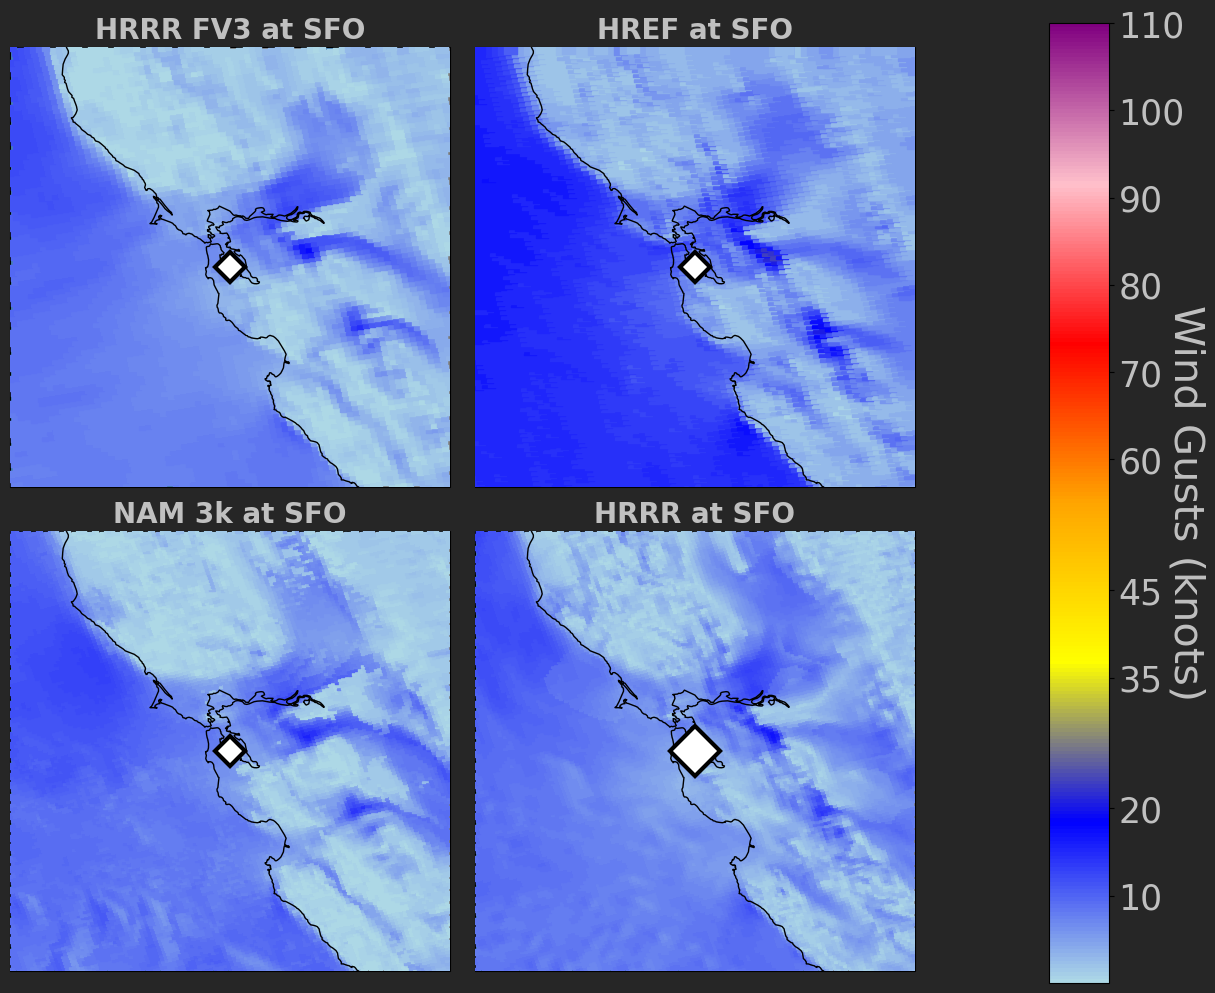 HRRR FV3 at SFO
HREF at SFO
NAM 3k at SFO
HRRR at SFO
110
100
90
80
70
60
45
35
20
10
Wind Gusts (knots)